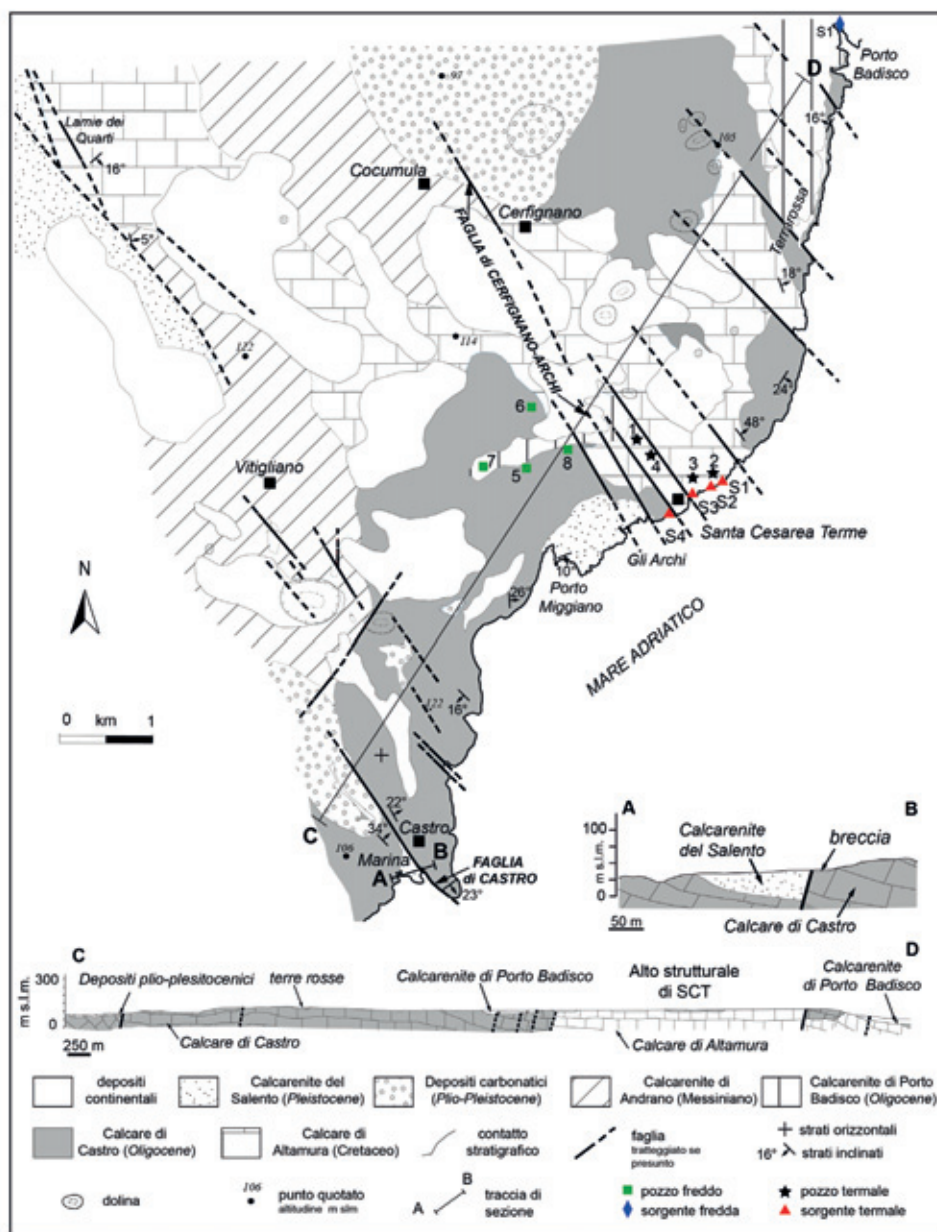 S1
Porto
Badisco
D
97
16°
Lamie dei
Quarti
16°
105
Cocumula
Cerfignano
Terrarossa
5°
FAGLIA di CERFIGNANO-ARCHI
18°
122
114
24°
6
48°
1
4
8
7
5
3
2
S1
S2
S3
S4
Vitigliano
Santa Cesarea Terme
Gli Archi
10°
Porto
Miggiano
26°
N
MARE ADRIATICO
0 km 1
122
16°
22°
34°
Castro
C
106
Marina
A
B
FAGLIA
di CASTRO
23°
A
B
100
50
0
m s.l.m.
Calcarenite
del Salento
breccia
Calcare di Castro
50 m
C
D
300
0
m s.l.m.
Depositi plio-plesitocenici
terre rosse
Calcarenite di Porto Badisco
Alto strutturale
di SCT
Calcarenite
di Porto
Badisco
250 m
Calcare di Castro
Calcare di Altamura
depositi
continentali
Calcarenite del
Salento (Pleistocene)
Depositi carbonatici
(Plio-Pleistocene)
Calcarenite di
Andrano (Messiniano)
Calcarenite di Porto
Badisco (Oligocene)
Calcare di
Castro (Oligocene)
Calcare di
Altamura (Cretaceo)
contatto
stratigrafico
faglia
tratteggiato se
presunto
strati orizzontali
16° strati inclinati
dolina
106
punto quotato
altitudine m slm
A
B
traccia di
sezione
pozzo freddo
sorgente fredda
pozzo termale
sorgente termale